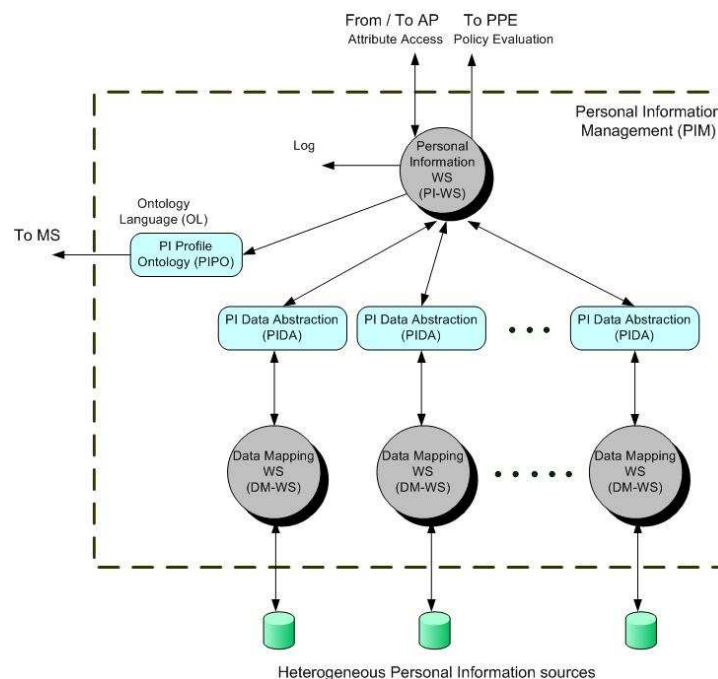 From / To AP
Attribute Access
To PPE
Policy Evaluation
Personal Information
Management (PIM)
Log
Personal
Information
WS
(PI-WS)
Ontology
Language (OL)
To MS
PI Profile
Ontology (PIPO)
PI Data Abstraction
(PIDA)
PI Data Abstraction
(PIDA)
PI Data Abstraction
(PIDA)
Data Mapping
WS
(DM-WS)
Data Mapping
WS
(DM-WS)
Data Mapping
WS
(DM-WS)
Heterogeneous Personal Information sources